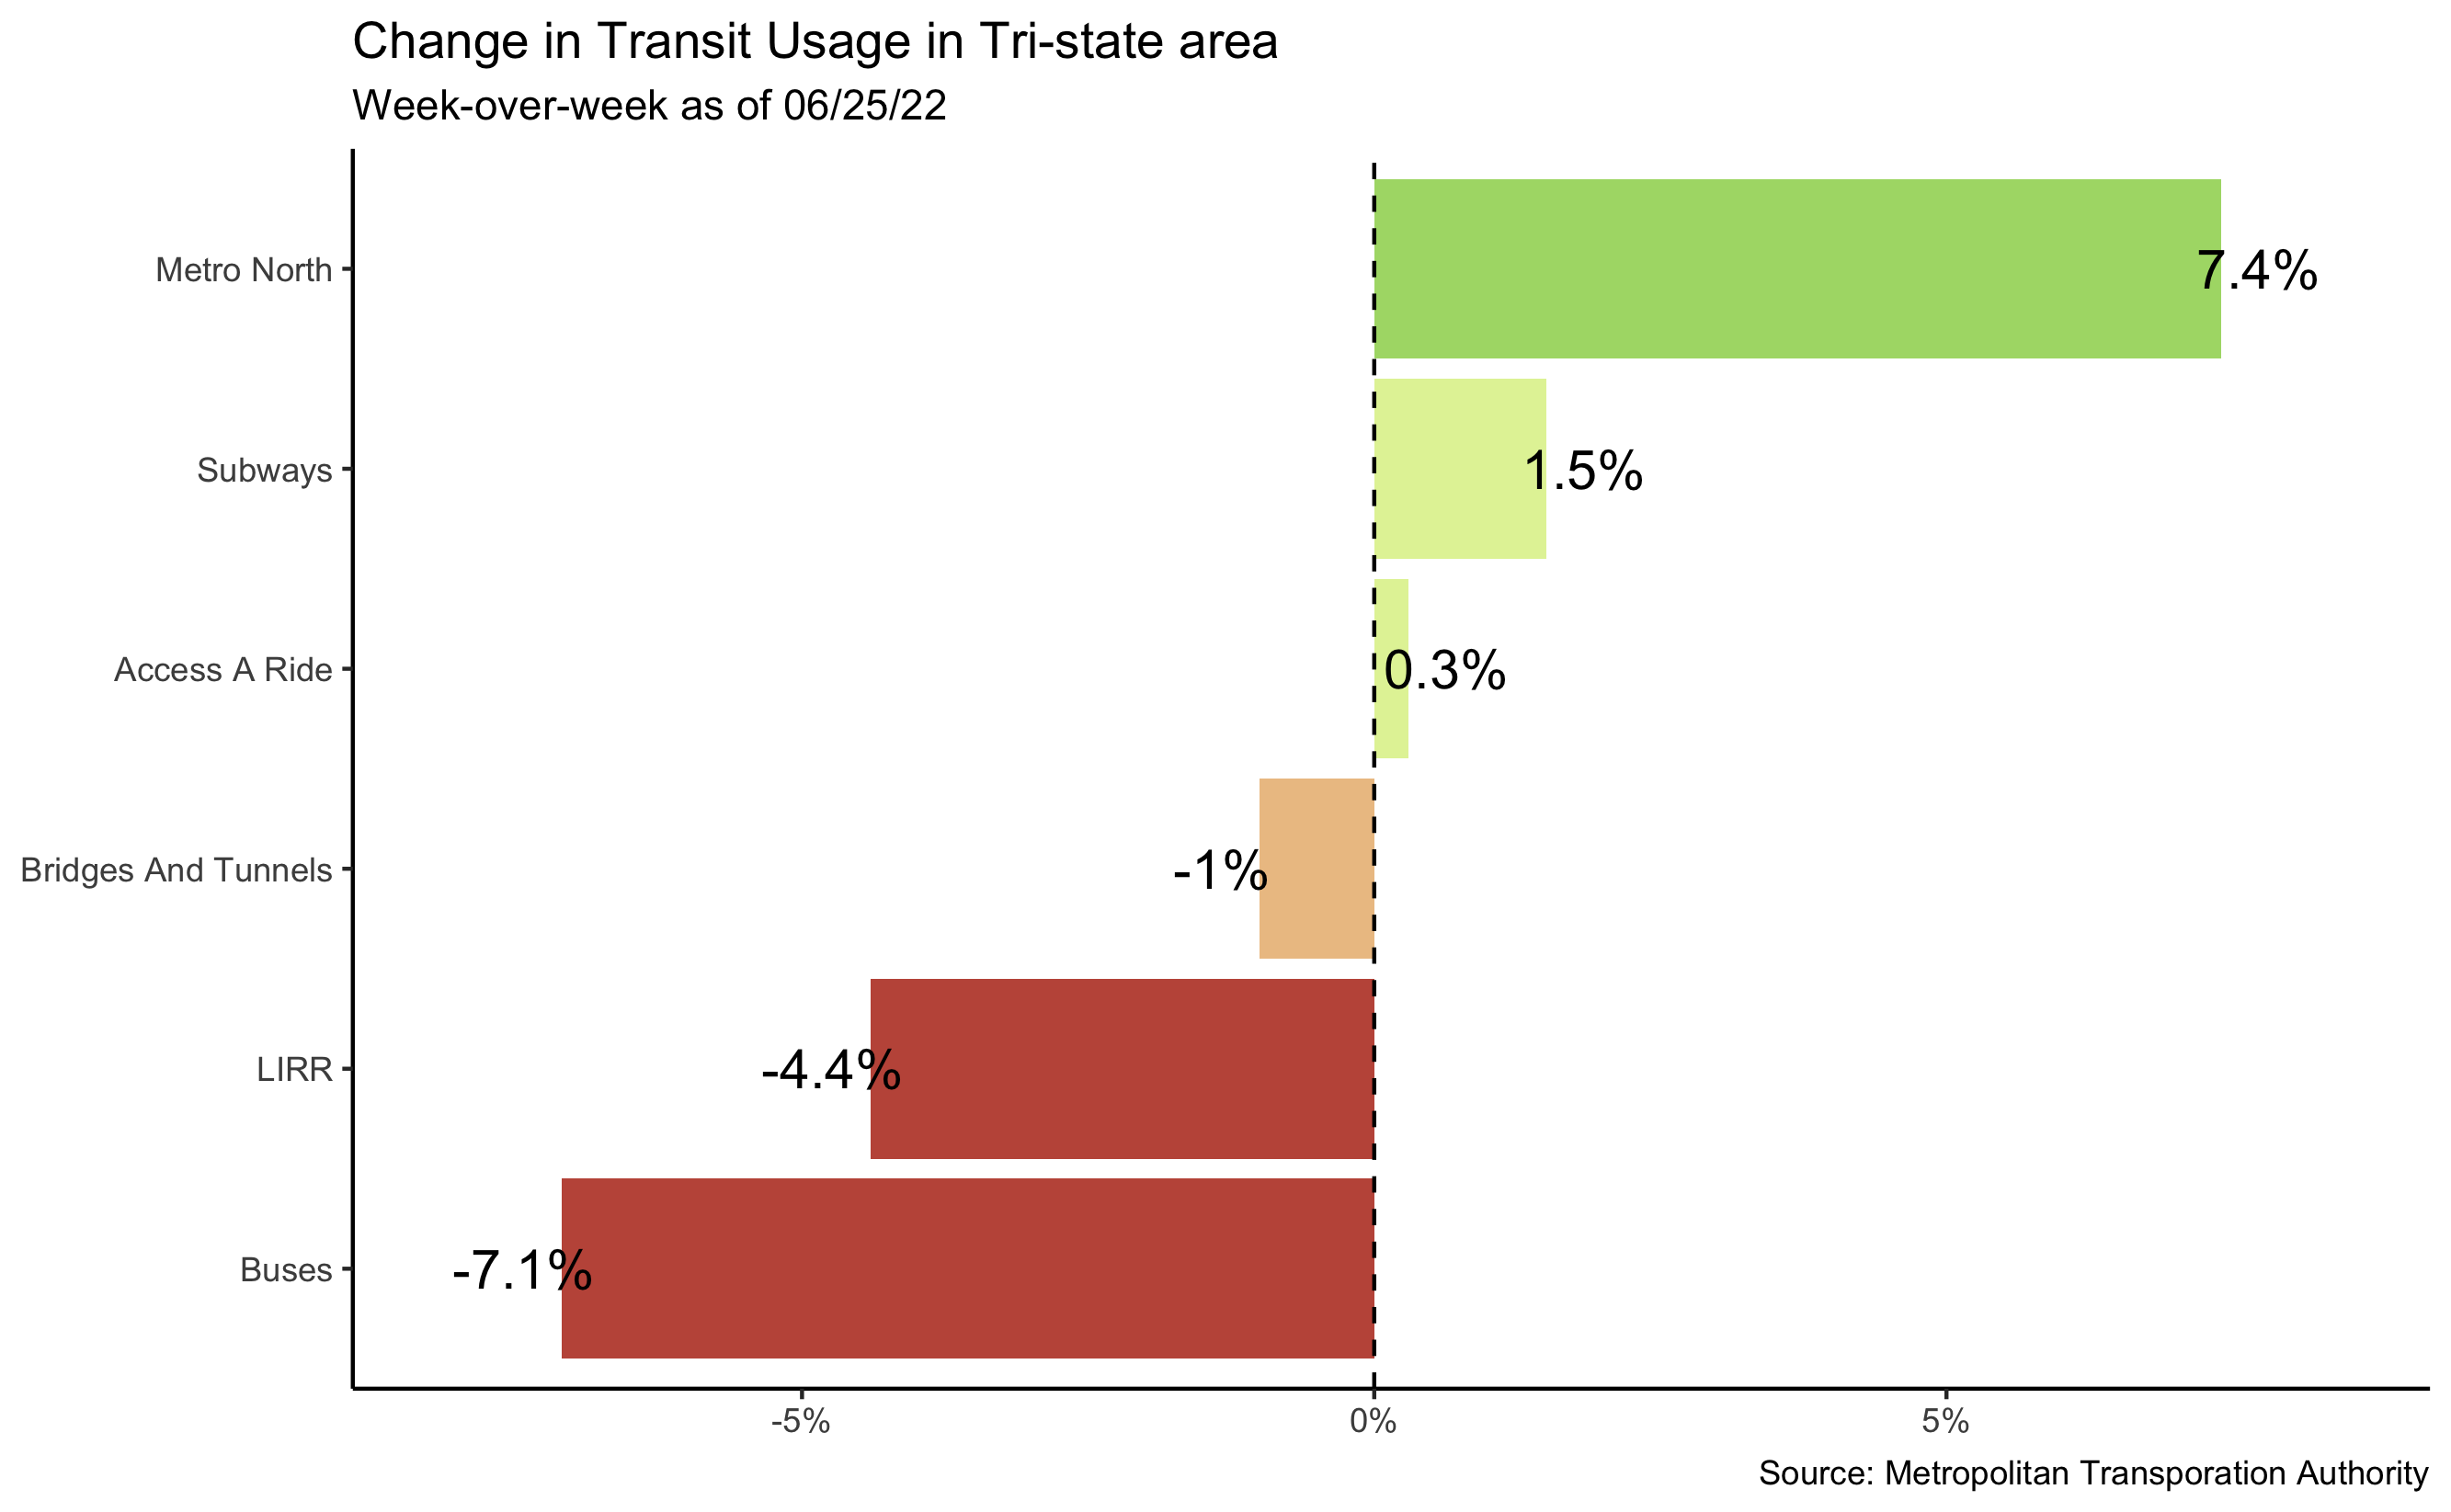 Change in Transit Usage in Tri-state area
Week-over-week as of 06/25/22
Metro North
7.4%
Subways
1.5%
Access A Ride
0.3%
Bridges And Tunnels
-1%
LIRR
-4.4%
Buses
-7.1%
-5%
0%
5%
Source: Metropolitan Transporation Authority